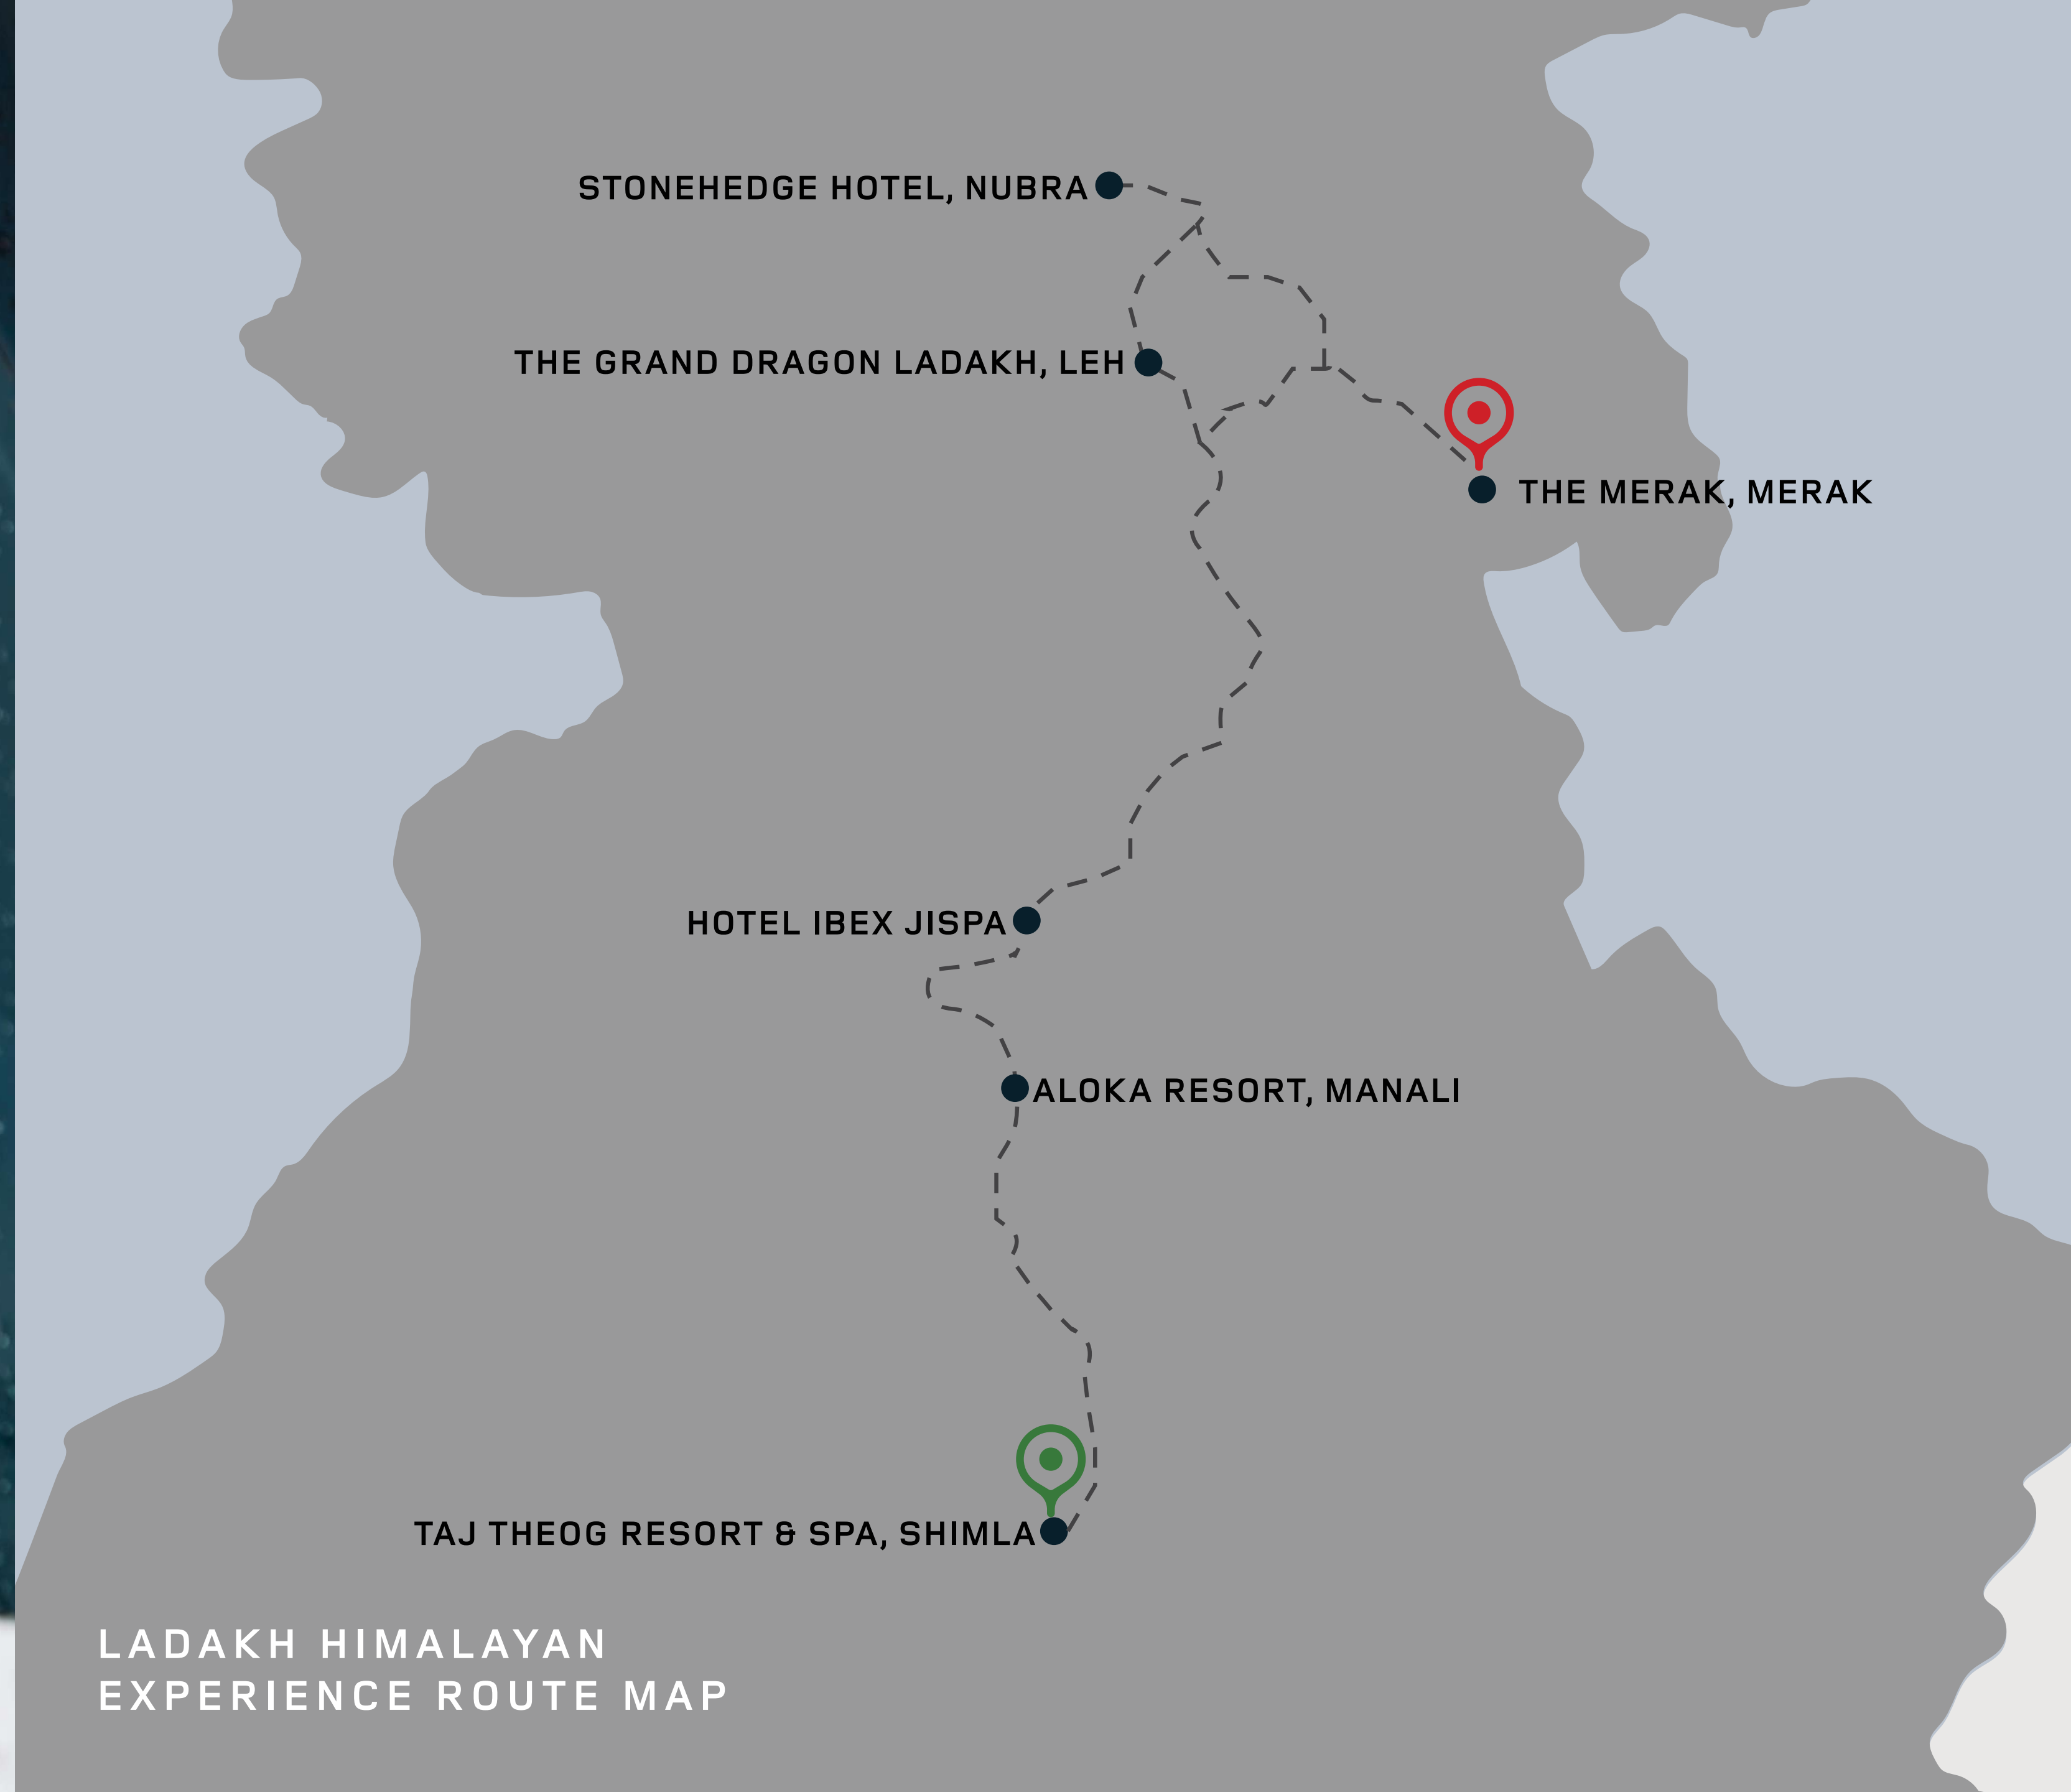 STONEHEDGE HOTEL, NUBRA
THE GRAND DRAGON LADAKH, LEH
THE MERAK, MERAK
HOTEL IBEX JISPA
ALOKA RESORT, MANALI
TAJ THEOG RESORT & SPA, SHIMLA
LADAKH HIMALAYAN
EXPERIENCE ROUTE MAP